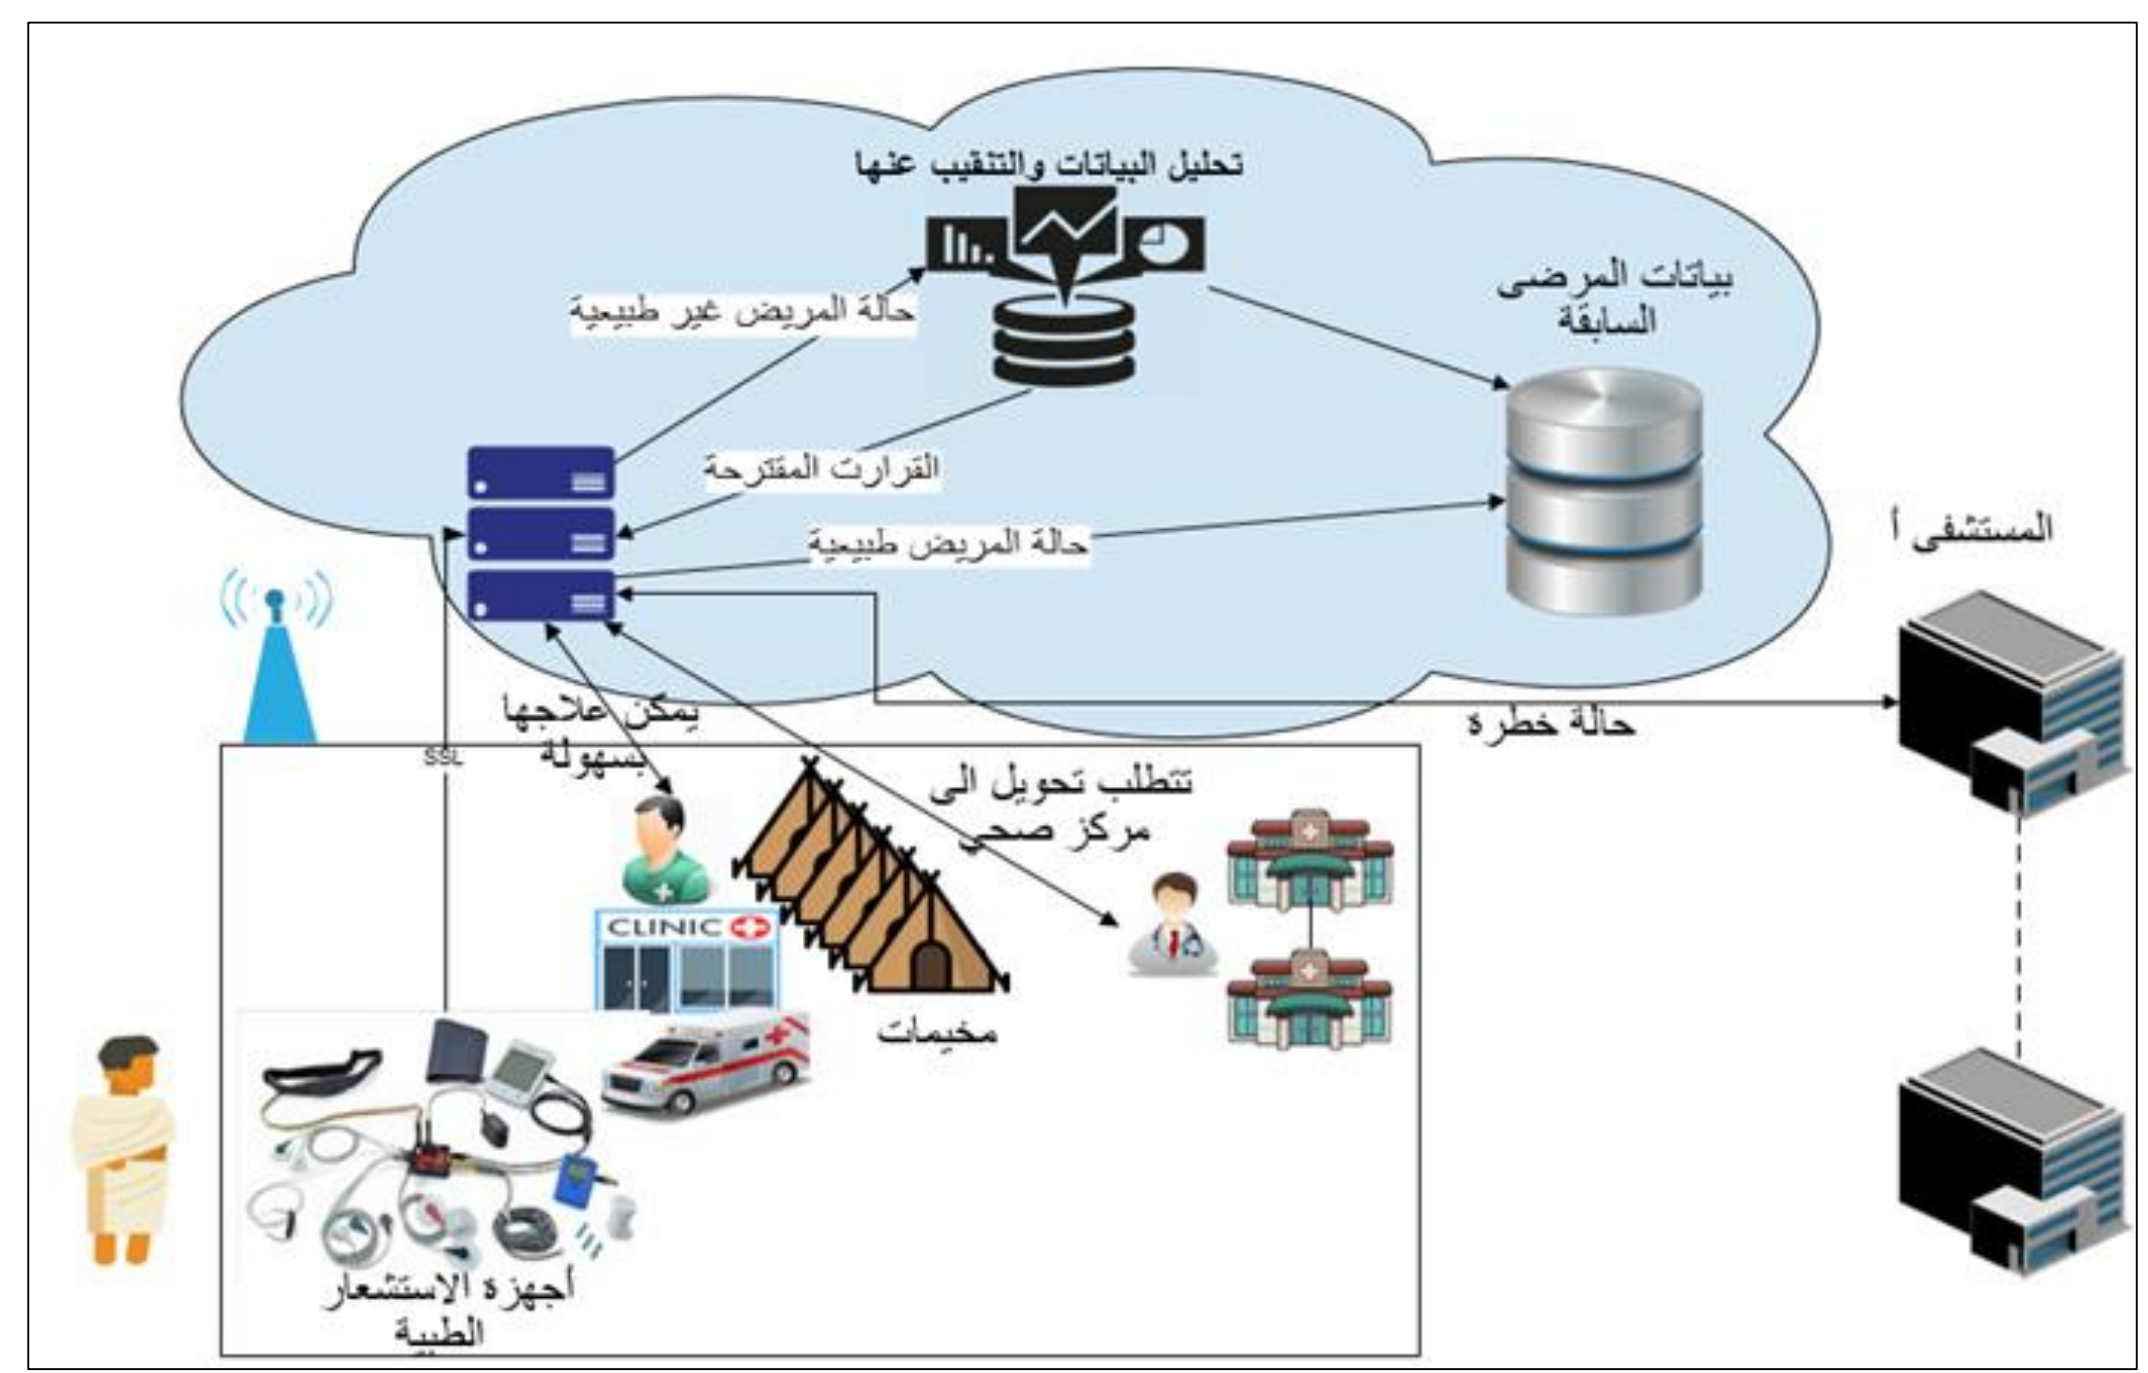 تحليل البيانات والتنقيب عنها
بيانات المرضى
السابقة
حالة المريض غير طبيعية
القرارت المقترحة
حالة المريض طبيعية
المستشفى أ
يمكن علاجها
بسهولة
حالة خطرة
SSL
تتطلب تحويل الى
مركز صحي
CLINIC
مخيمات
أجهزة الاستشعار
الطبية